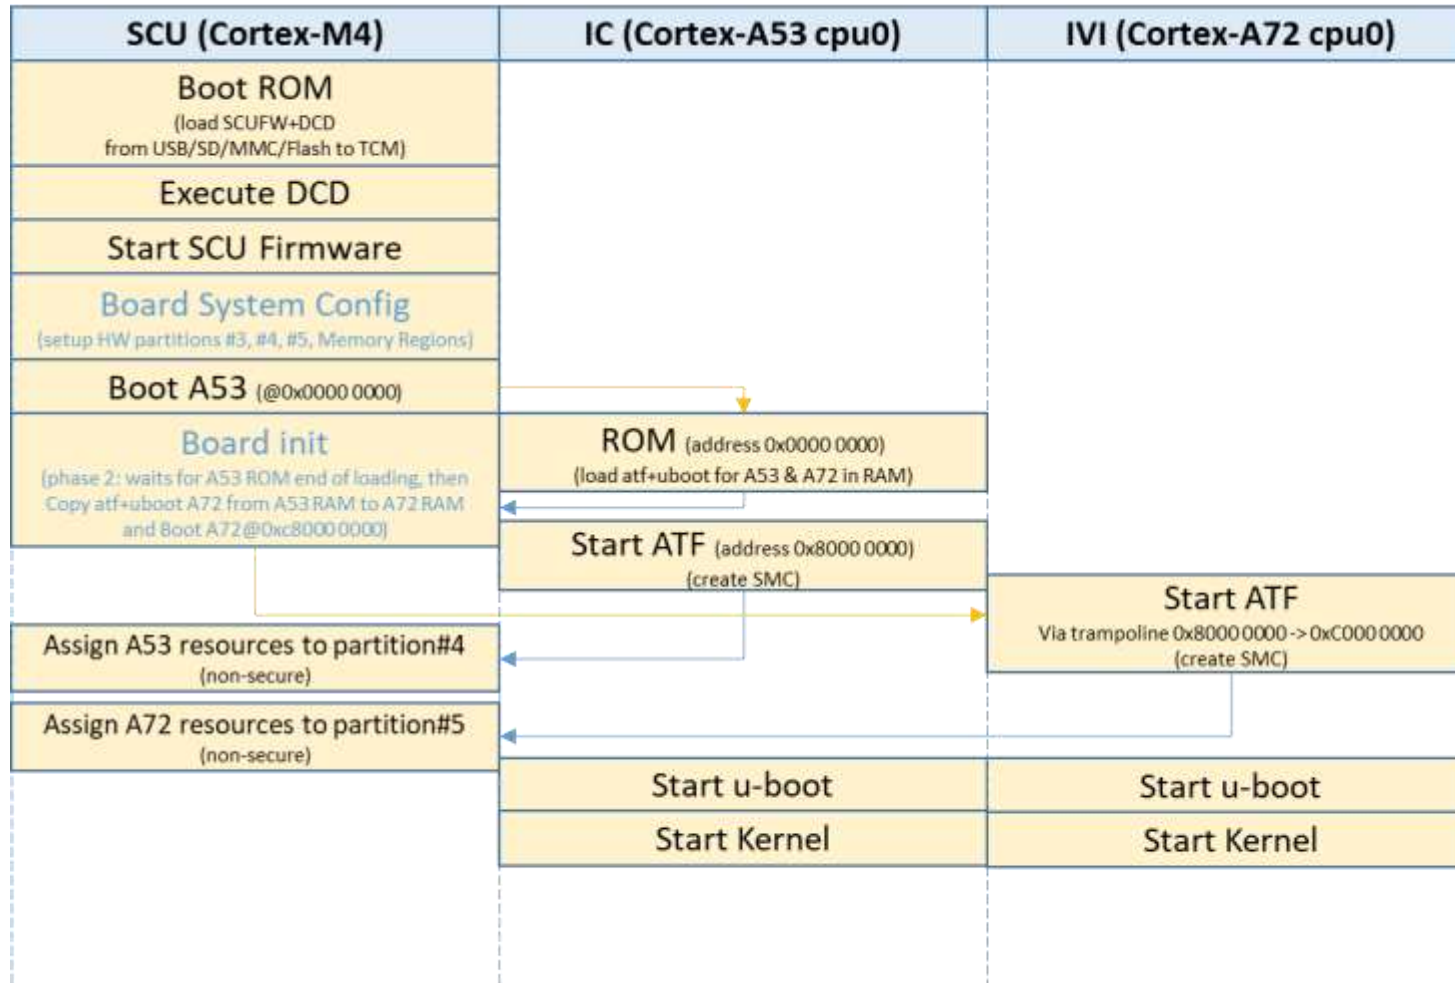 SCU (Cortex-M4)
IC (Cortex-A53 cpu0)
IVI (Cortex-A72 cpu0)
Boot ROM
(load SCUFW+DCD
from USB/SD/MMC/Flash to TCM)
Execute DCD
Start SCU Firmware
Board System Config
(setup HW partitions #3, #4, #5, Memory Regions)
Boot A53 (@0x0000 0000)
Board init
(phase 2: waits for A53 ROM end of loading, then
Copy atf+uboot A72 from A53 RAM to A72 RAM
and Boot A72@0xc8000 0000)
ROM (address 0x0000 0000)
(load atf+uboot for A53 & A72 in RAM)
Start ATF (address 0x8000 0000)
(create SMC)
Start ATF
Via trampoline 0x8000 0000 -> 0xC000 0000
(create SMC)
Assign A53 resources to partition#4
(non-secure)
Assign A72 resources to partition#5
(non-secure)
Start u-boot
Start u-boot
Start Kernel
Start Kernel